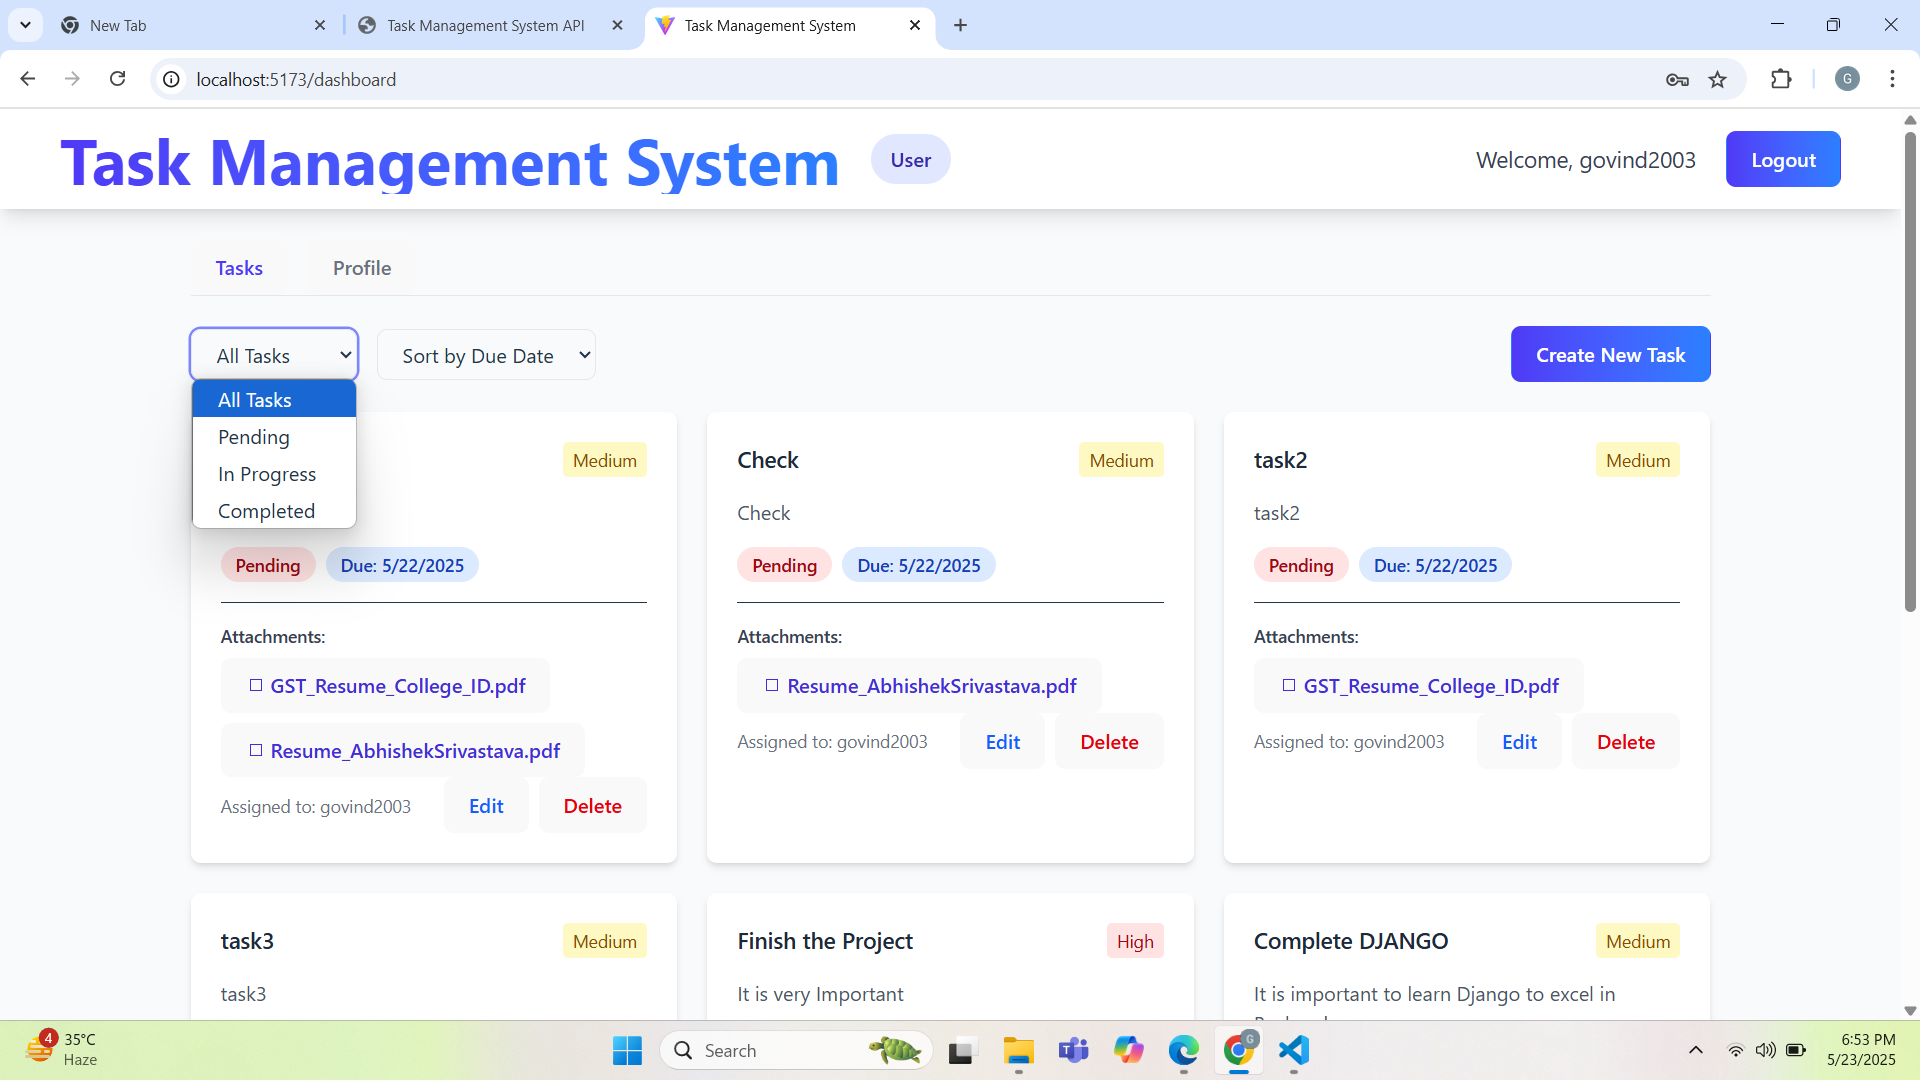 New Tab
Task Management System API
Task Management System
localhost:5173/dashboard
G
Task Management System
User
Welcome, govind2003
Logout
Tasks
Profile
All Tasks
Sort by Due Date
Create New Task
All Tasks
Pending
In Progress
Completed
Medium
Pending
Due: 5/22/2025
Attachments:
GST_Resume_College_ID.pdf
Resume_AbhishekSrivastava.pdf
Assigned to: govind2003
Edit
Delete
Check
Medium
Check
Pending
Due: 5/22/2025
Attachments:
Resume_AbhishekSrivastava.pdf
Assigned to: govind2003
Edit
Delete
task2
Medium
task2
Pending
Due: 5/22/2025
Attachments:
GST_Resume_College_ID.pdf
Assigned to: govind2003
Edit
Delete
task3
Medium
task3
Finish the Project
High
It is very Important
Complete DJANGO
Medium
It is important to learn Django to excel in
4
35°C
Haze
Search
G
6:53 PM
5/23/2025